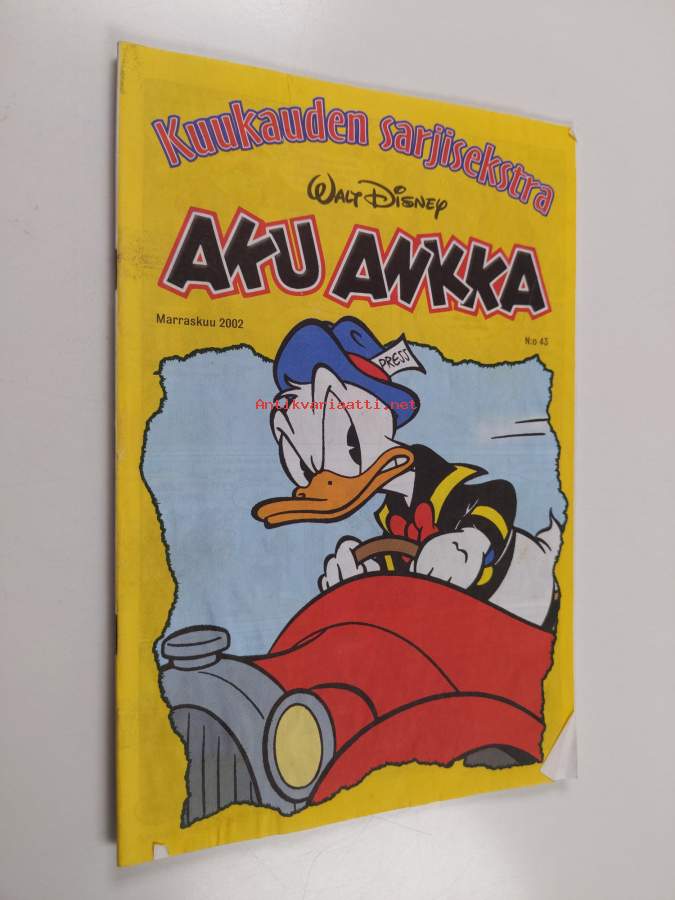 Kuukauden sarjisekstra
WALT DISNEY
AKU ANKKA
Marraskuu 2002
N:o 43
PRESS
Antikvariaatti.net